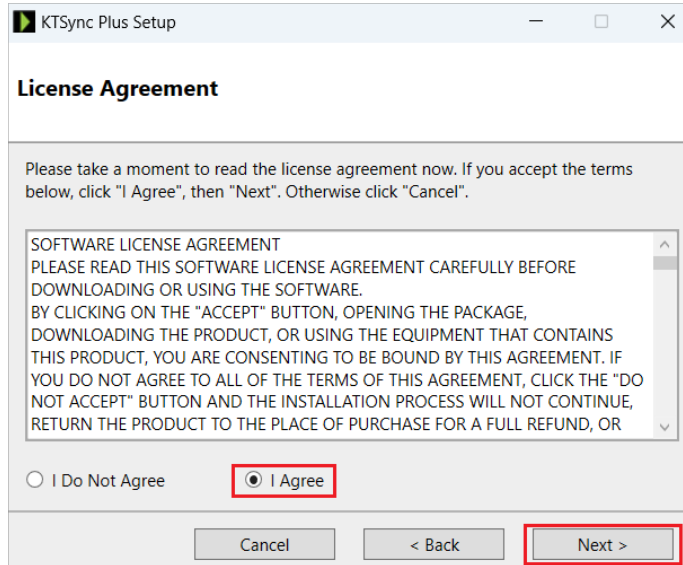 KTSync Plus Setup
License Agreement
Please take a moment to read the license agreement now. If you accept the terms
below, click "I Agree", then "Next". Otherwise click "Cancel".
SOFTWARE LICENSE AGREEMENT
PLEASE READ THIS SOFTWARE LICENSE AGREEMENT CAREFULLY BEFORE
DOWNLOADING OR USING THE SOFTWARE.
BY CLICKING ON THE "ACCEPT" BUTTON, OPENING THE PACKAGE,
DOWNLOADING THE PRODUCT, OR USING THE EQUIPMENT THAT CONTAINS
THIS PRODUCT, YOU ARE CONSENTING TO BE BOUND BY THIS AGREEMENT. IF
YOU DO NOT AGREE TO ALL OF THE TERMS OF THIS AGREEMENT, CLICK THE "DO
NOT ACCEPT" BUTTON AND THE INSTALLATION PROCESS WILL NOT CONTINUE,
RETURN THE PRODUCT TO THE PLACE OF PURCHASE FOR A FULL REFUND, OR
I Do Not Agree I Agree
Cancel < Back Next >